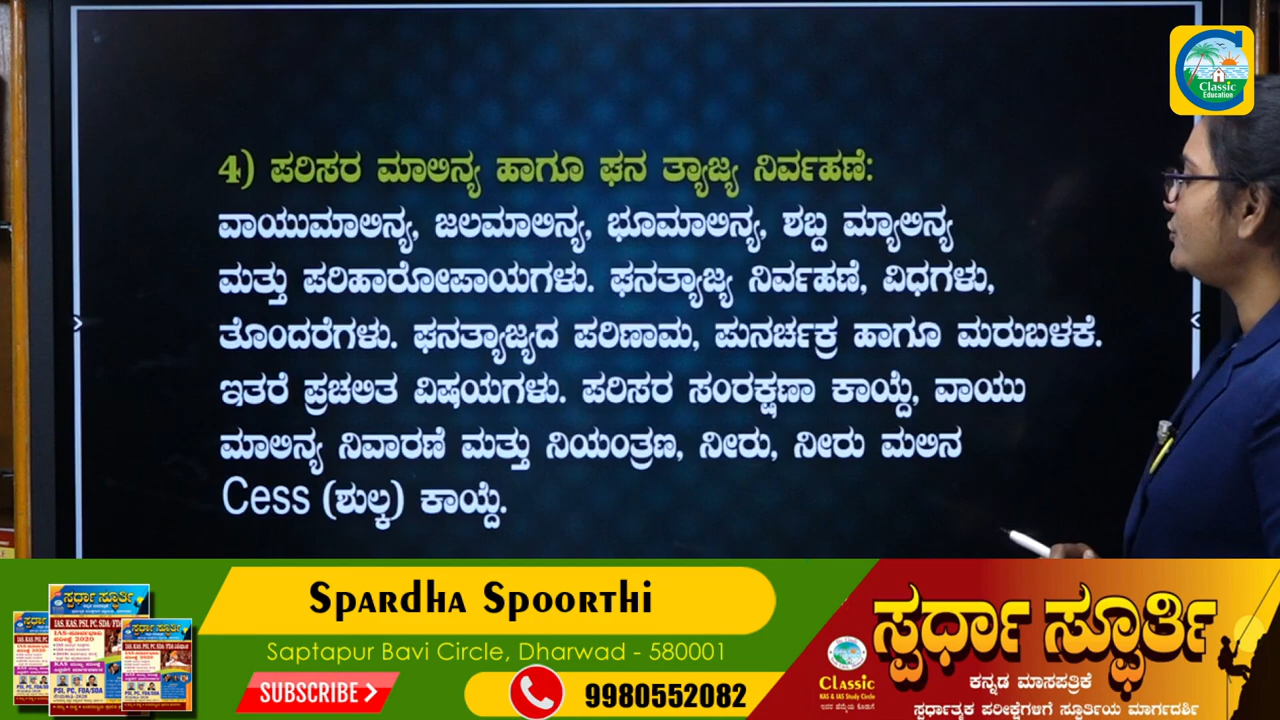 Classic
Education
4) ಪರಿಸರ ಮಾಲಿನ್ಯ ಹಾಗೂ ಘನ ತ್ಯಾಜ್ಯ ನಿರ್ವಹಣೆ:
ವಾಯುಮಾಲಿನ್ಯ, ಜಲಮಾಲಿನ್ಯ, ಭೂಮಾಲಿನ್ಯ, ಶಬ್ದ ಮ್ಯಾಲಿನ್ಯ
ಮತ್ತು ಪರಿಹಾರೋಪಾಯಗಳು. ಘನತ್ಯಾಜ್ಯ ನಿರ್ವಹಣೆ, ವಿಧಗಳು,
ತೊಂದರೆಗಳು. ಘನತ್ಯಾಜ್ಯದ ಪರಿಣಾಮ, ಪುನರ್ಚಕ್ರ ಹಾಗೂ ಮರುಬಳಕೆ.
ಇತರೆ ಪ್ರಚಲಿತ ವಿಷಯಗಳು. ಪರಿಸರ ಸಂರಕ್ಷಣಾ ಕಾಯ್ದೆ, ವಾಯು
ಮಾಲಿನ್ಯ ನಿವಾರಣೆ ಮತ್ತು ನಿಯಂತ್ರಣ, ನೀರು, ನೀರು ಮಲಿನ
Cess (ಶುಲ್ಕ) ಕಾಯ್ದೆ.
Spardha Spoorthi
Saptapur Bavi Circle, Dharwad - 580001
SUBSCRIBE >
9980552082
ಸ್ಪರ್ಧಾ ಸ್ಫೂರ್ತಿ
Classic
KAS & IAS Study Circle
ಕನ್ನಡ ಮಾಸಪತ್ರಿಕೆ
ಸ್ಪರ್ಧಾತ್ಮಕ ಪರೀಕ್ಷೆಗಳಿಗೆ ಸ್ಫೂರ್ತಿಯ ಮಾರ್ಗದರ್ಶಿ
ಸ್ಪರ್ಧಾ ಸ್ಫೂರ್ತಿ